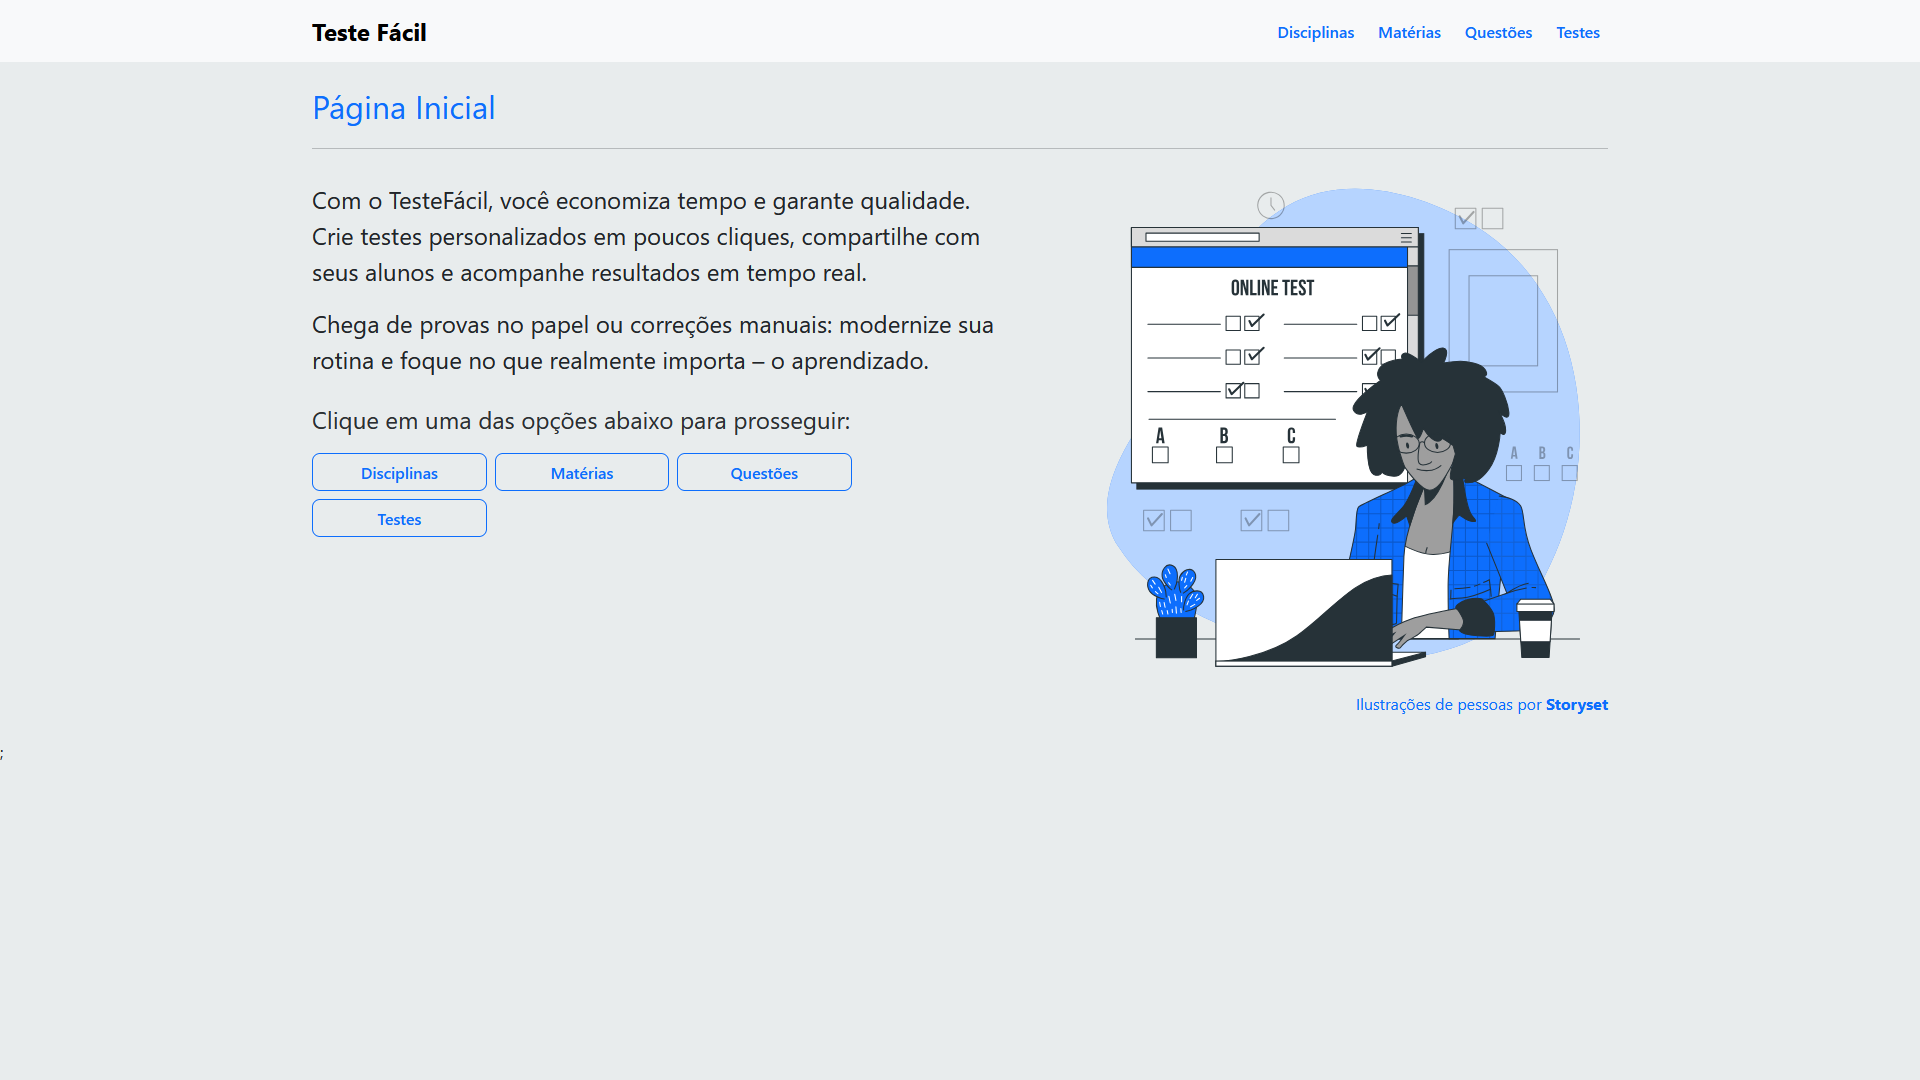 Teste Fácil
Disciplinas Matérias Questões Testes
Página Inicial
Com o TesteFácil, você economiza tempo e garante qualidade.
Crie testes personalizados em poucos cliques, compartilhe com
seus alunos e acompanhe resultados em tempo real.
Chega de provas no papel ou correções manuais: modernize sua
rotina e foque no que realmente importa – o aprendizado.
Clique em uma das opções abaixo para prosseguir:
Disciplinas Matérias Questões
Testes
ONLINE TEST
A B C
A B C
Ilustrações de pessoas por Storyset
;